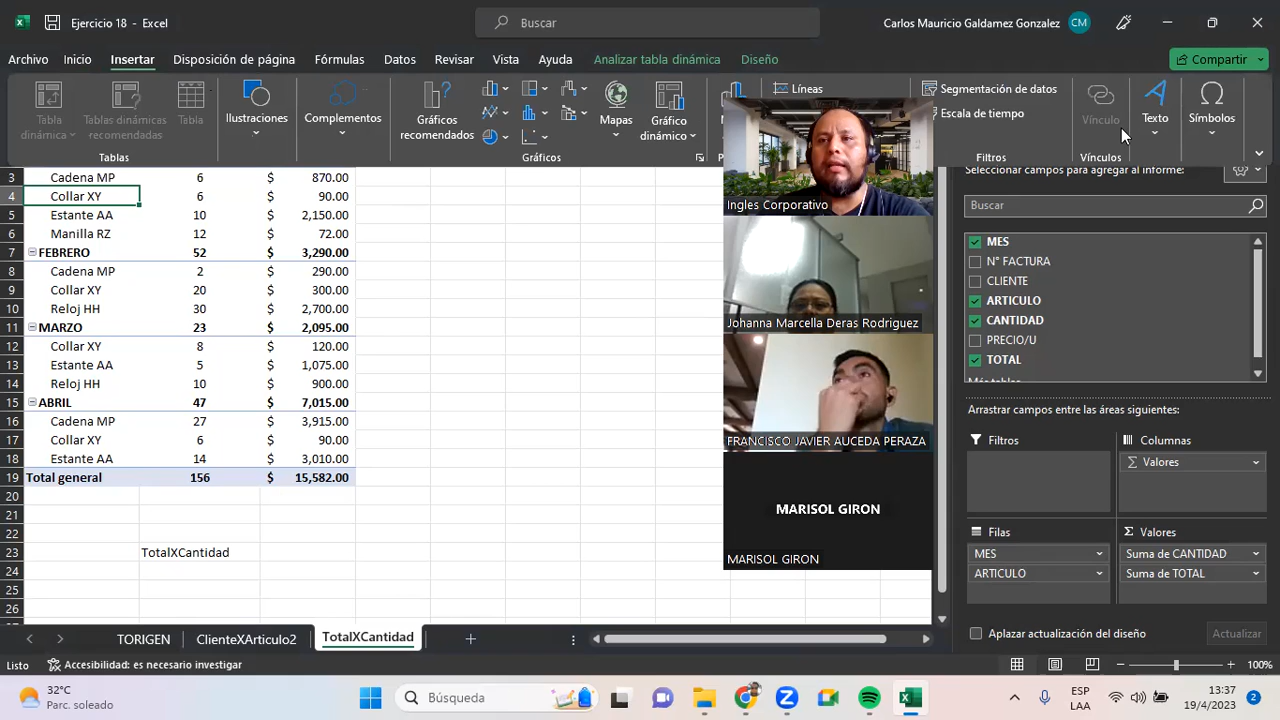 Ejercicio 18 - Excel
Buscar
Carlos Mauricio Galdamez Gonzalez
CM
Archivo
Inicio
Insertar
Disposición de página
Fórmulas
Datos
Revisar
Vista
Ayuda
Analizar tabla dinámica
Diseño
Compartir
Tabla dinámica
Tablas dinámicas recomendadas
Tabla
Tablas
Ilustraciones
Complementos
Gráficos recomendados
Mapas
Gráfico dinámico
Gráficos
Líneas
Segmentación de datos
Escala de tiempo
Filtros
Vínculo
Vínculos
Texto
Símbolos
3 Cadena MP 6 $ 870.00
4 Collar XY 6 $ 90.00
5 Estante AA 10 $ 2,150.00
6 Manilla RZ 12 $ 72.00
7 FEBRERO 52 $ 3,290.00
8 Cadena MP 2 $ 290.00
9 Collar XY 20 $ 300.00
10 Reloj HH 30 $ 2,700.00
11 MARZO 23 $ 2,095.00
12 Collar XY 8 $ 120.00
13 Estante AA 5 $ 1,075.00
14 Reloj HH 10 $ 900.00
15 ABRIL 47 $ 7,015.00
16 Cadena MP 27 $ 3,915.00
17 Collar XY 6 $ 90.00
18 Estante AA 14 $ 3,010.00
19 Total general 156 $ 15,582.00
20
21
22
23 TotalXCantidad
24
25
26
Ingles Corporativo
Johanna Marcella Deras Rodriguez
FRANCISCO JAVIER AUCEDA PERAZA
MARISOL GIRON
MARISOL GIRON
Seleccionar campos para agregar al informe:
Buscar
MES
N° FACTURA
CLIENTE
ARTICULO
CANTIDAD
PRECIO/U
TOTAL
Arrastrar campos entre las áreas siguientes:
Filtros
Columnas
Σ Valores
Filas
Σ Valores
MES
Suma de CANTIDAD
ARTICULO
Suma de TOTAL
Aplazar actualización del diseño
Actualizar
TORIGEN
ClienteXArticulo2
TotalXCantidad
Listo
Accesibilidad: es necesario investigar
100%
32°C
Parc. soleado
Búsqueda
ESP
LAA
13:37
19/4/2023
2